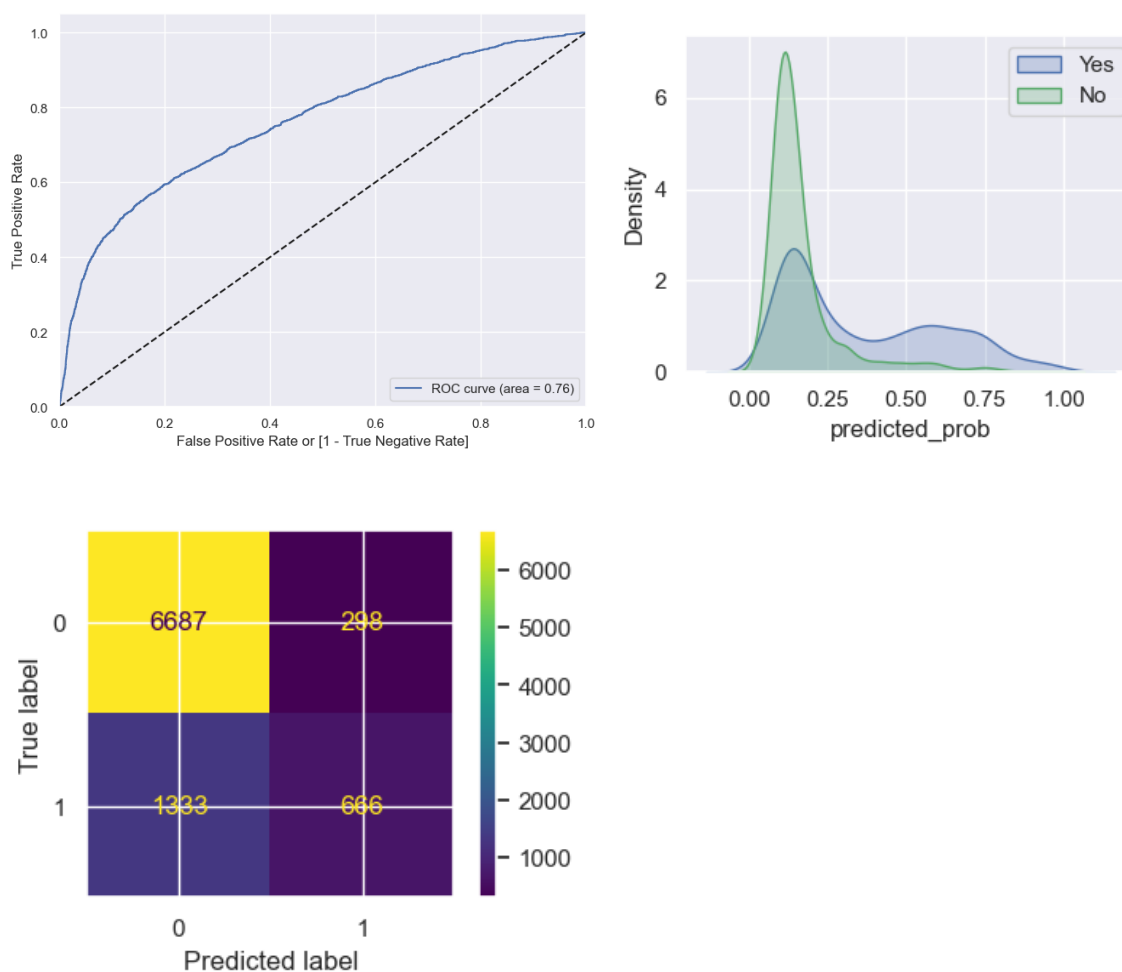 1.0
0.8
0.6
0.4
0.2
0.0
True Positive Rate
ROC curve (area = 0.76)
0.0 0.2 0.4 0.6 0.8 1.0
False Positive Rate or [1 - True Negative Rate]
Yes
No
6
4
2
0
Density
0.00 0.25 0.50 0.75 1.00
predicted_prob
True label
0
1
6687 298
1333 666
0 1
Predicted label
6000
5000
4000
3000
2000
1000